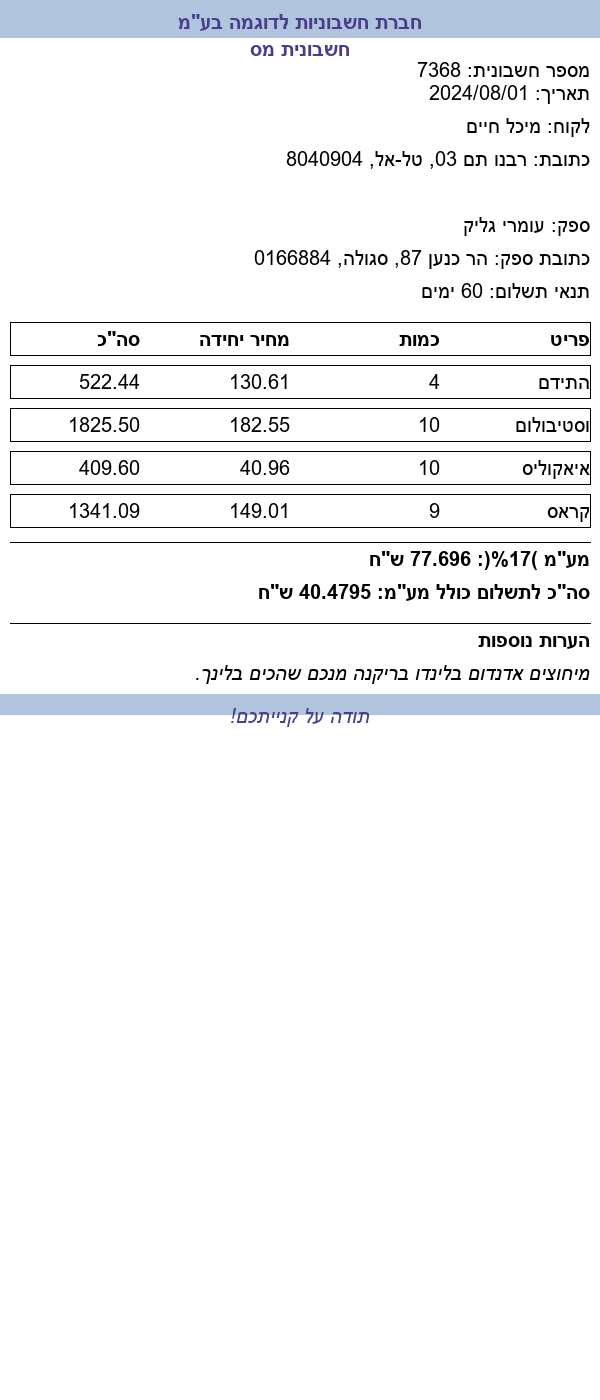 חברת חשבוניות לדוגמה בע"מ
חשבונית מס
מספר חשבונית: 7368
תאריך: 2024/08/01
לקוח: מיכל חיים
כתובת: רבנו תם 03, טל-אל, 8040904
ספק: עומרי גליק
כתובת ספק: הר כנען 87, סגולה, 0166884
תנאי תשלום: 60 ימים
פריט כמות מחיר יחידה סה"כ
התידם 4 130.61 522.44
וסטיבולום 10 182.55 1825.50
איאקוליס 10 40.96 409.60
קראס 9 149.01 1341.09
מע"מ )17%(: 77.696 ש"ח
סה"כ לתשלום כולל מע"מ: 40.4795 ש"ח
הערות נוספות
מיחוצים אדנדום בלינדו בריקנה מנכם שהכים בלינך.
תודה על קנייתכם!